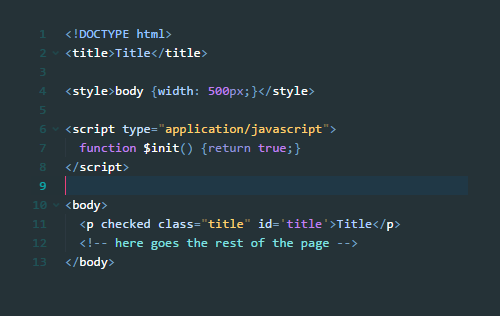 1 <!DOCTYPE html>
2 <title>Title</title>
3
4 <style>body {width: 500px;}</style>
5
6 <script type="application/javascript">
7 function $init() {return true;}
8 </script>
9
10 <body>
11 <p checked class="title" id='title'>Title</p>
12 <!-- here goes the rest of the page -->
13 </body>